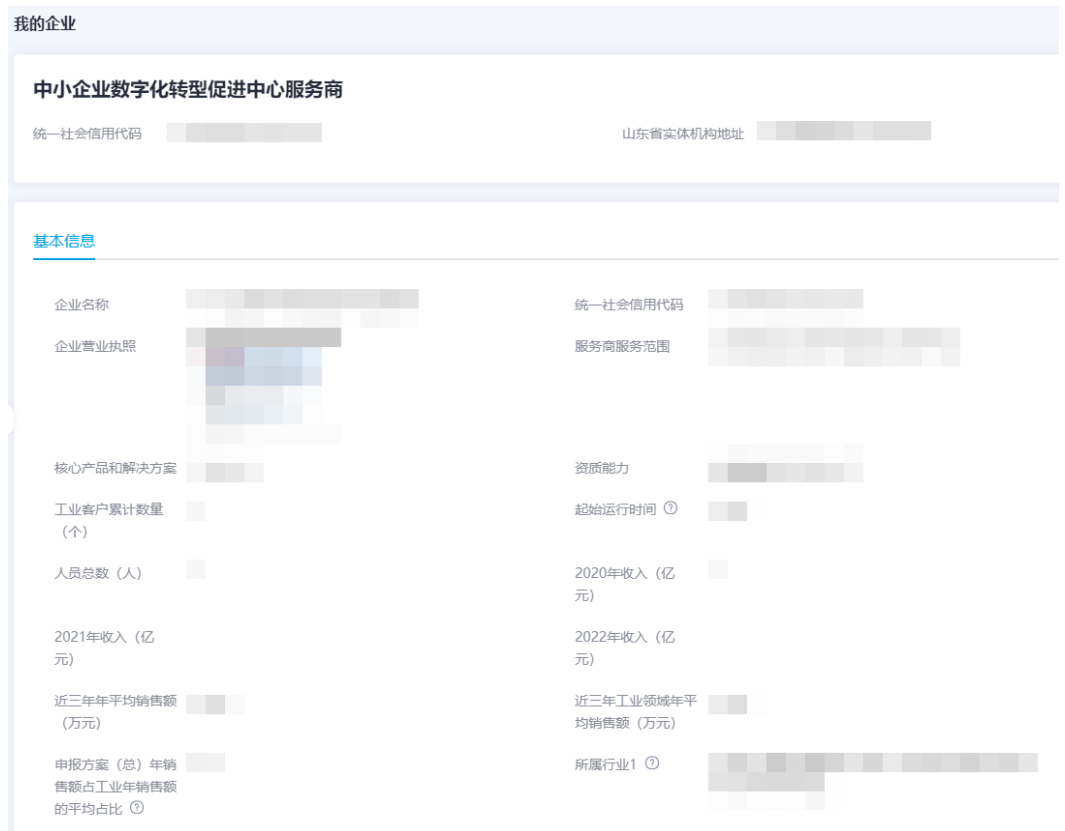 我的企业
中小企业数字化转型促进中心服务商
统一社会信用代码
山东省实体机构地址
基本信息
企业名称
统一社会信用代码
企业营业执照
服务商服务范围
核心产品和解决方案
资质能力
工业客户累计数量
（个）
起始运行时间
人员总数（人）
2020年收入（亿
元）
2021年收入（亿
元）
2022年收入（亿
元）
近三年年平均销售额
（万元）
近三年工业领域年平
均销售额（万元）
申报方案（总）年销
售额占工业年销售额
的平均占比
所属行业1